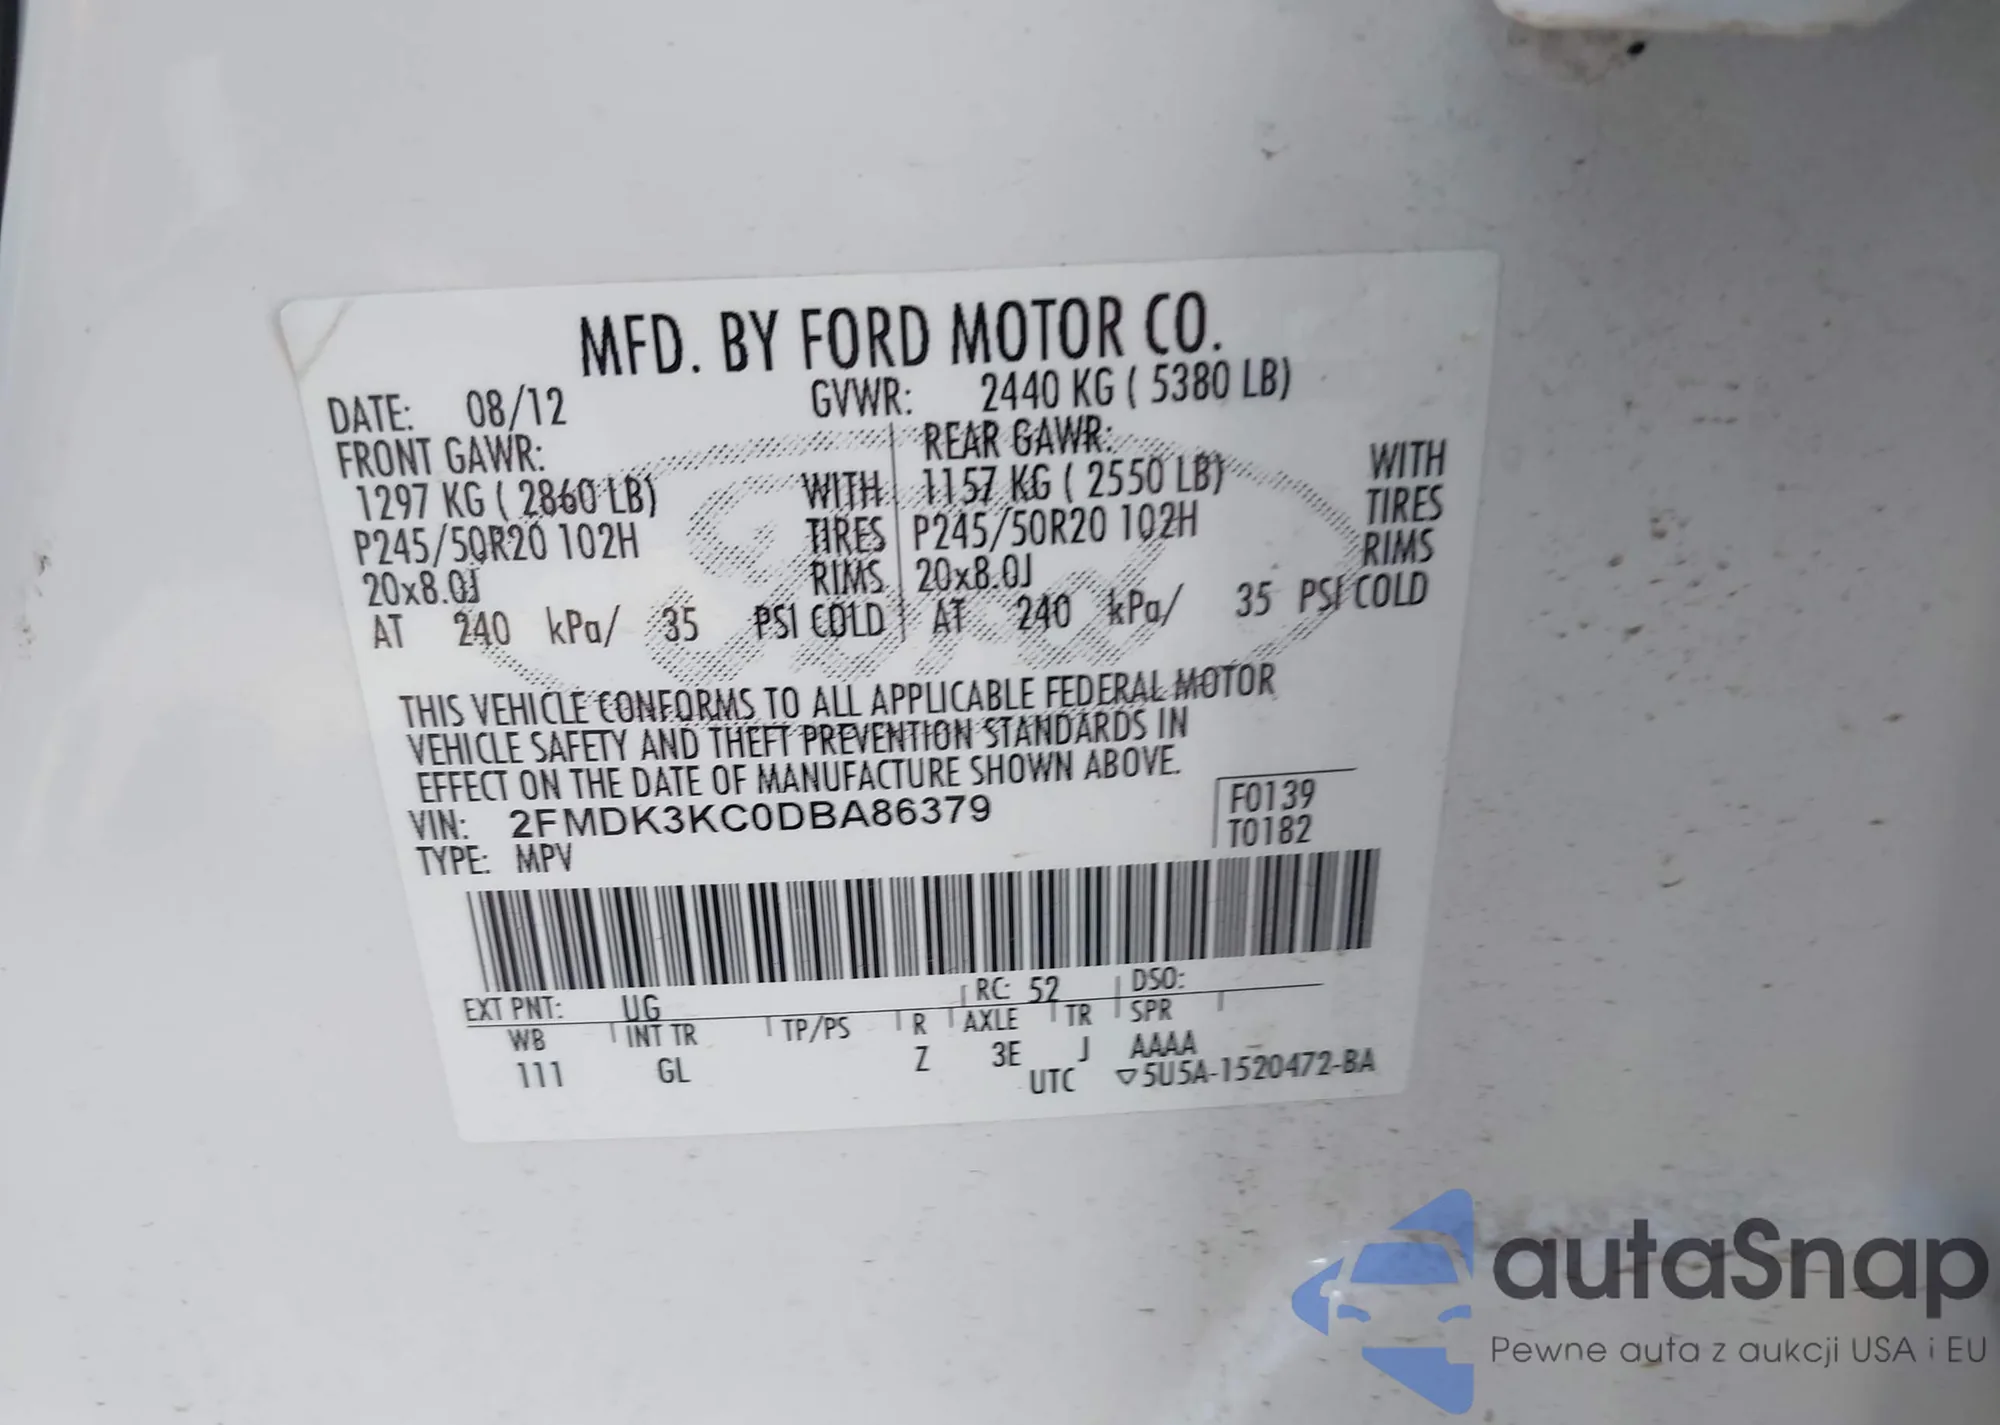 MFD. BY FORD MOTOR CO.
DATE: 08/12 GVWR: 2440 KG ( 5380 LB)
FRONT GAWR: REAR GAWR:
1297 KG ( 2860 LB) WITH 1157 KG ( 2550 LB) WITH
P245/50R20 102H TIRES P245/50R20 102H TIRES
20x8.0J RIMS 20x8.0J RIMS
AT 240 kPa/ 35 PSI COLD AT 240 kPa/ 35 PSI COLD
THIS VEHICLE CONFORMS TO ALL APPLICABLE FEDERAL MOTOR
VEHICLE SAFETY AND THEFT PREVENTION STANDARDS IN
EFFECT ON THE DATE OF MANUFACTURE SHOWN ABOVE.
VIN: 2FMDK3KC0DBA86379 F0139
TYPE: MPV T0182
EXT PNT: UG RC: 52 DSO:
WB INT TR TP/PS R AXLE TR SPR
111 GL Z 3E J AAAA
UTC ▽5U5A-1520472-BA
autaSnap
Pewne auta z aukcji USA i EU